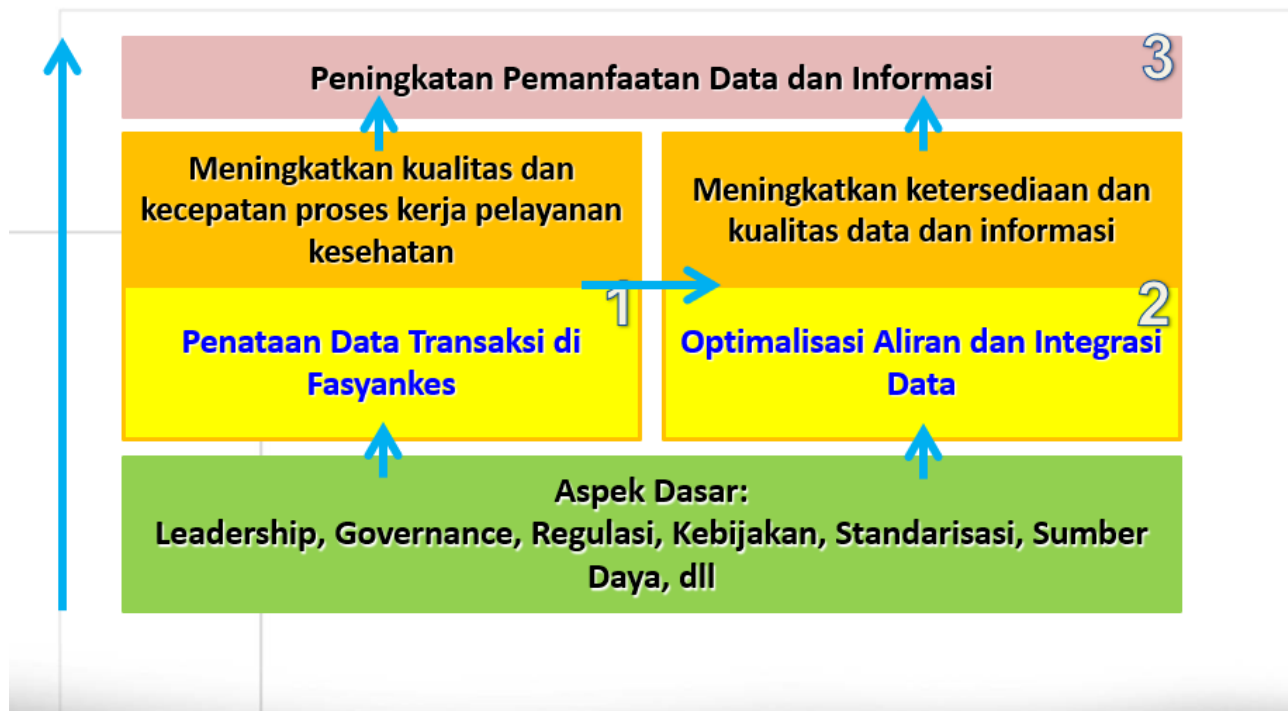 3
Peningkatan Pemanfaatan Data dan Informasi
Meningkatkan kualitas dan
kecepatan proses kerja pelayanan
kesehatan
1
Penataan Data Transaksi di
Fasyankes
Meningkatkan ketersediaan dan
kualitas data dan informasi
2
Optimalisasi Aliran dan Integrasi
Data
Aspek Dasar:
Leadership, Governance, Regulasi, Kebijakan, Standarisasi, Sumber
Daya, dll